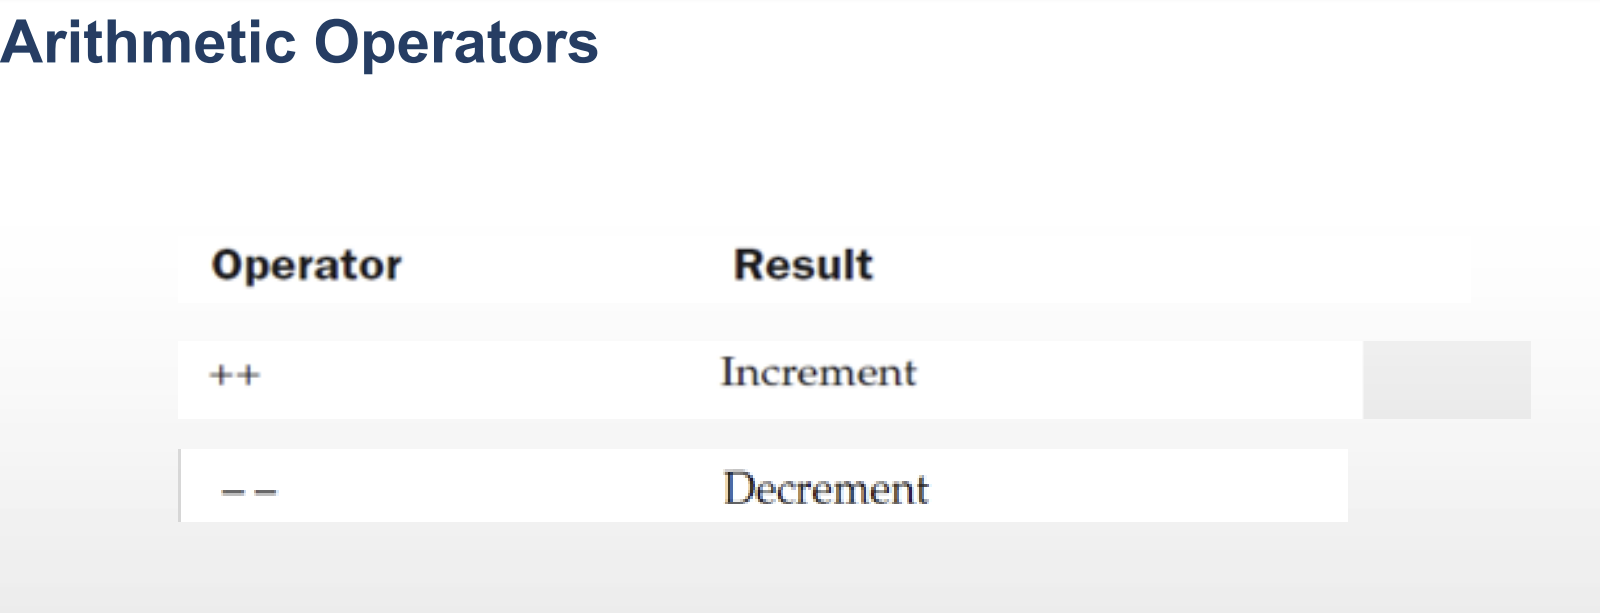 Arithmetic Operators
Operator Result
++ Increment
-- Decrement